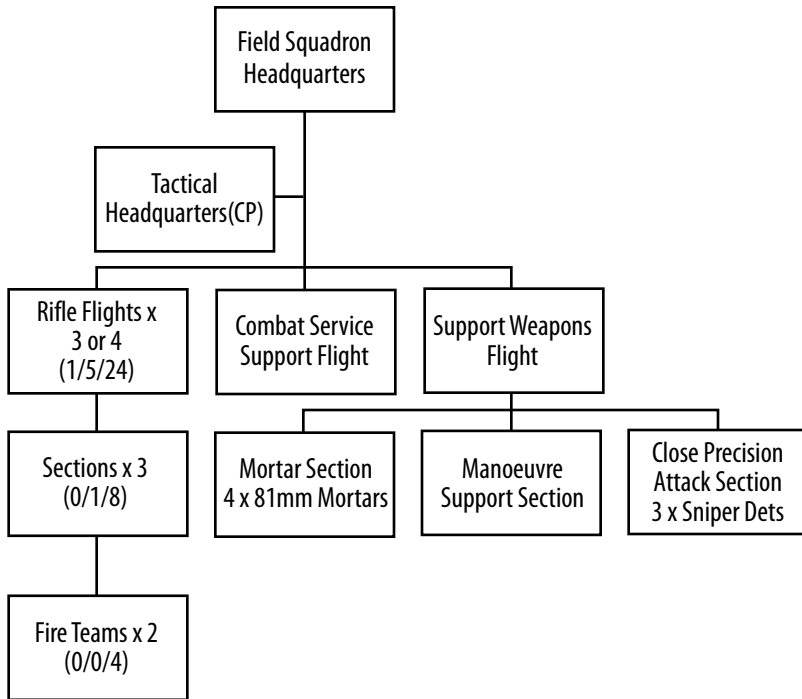 Field Squadron
Headquarters
Tactical
Headquarters(CP)
Rifle Flights x
3 or 4
(1/5/24)
Combat Service
Support Flight
Support Weapons
Flight
Sections x 3
(0/1/8)
Mortar Section
4 x 81mm Mortars
Manoeuvre
Support Section
Close Precision
Attack Section
3 x Sniper Dets
Fire Teams x 2
(0/0/4)